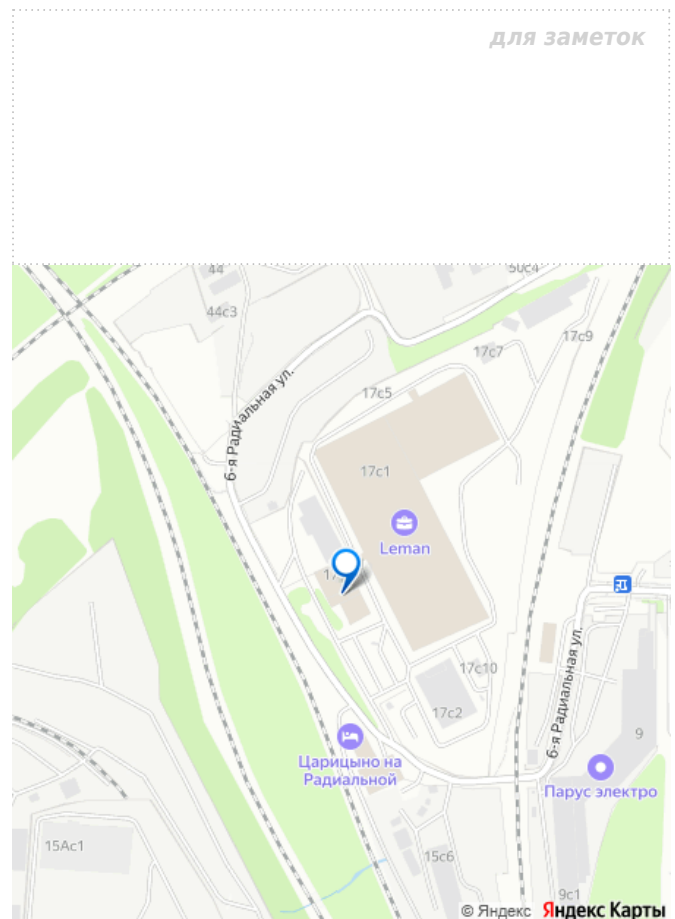 для заметок
44
50с4
44с3
17с9
17с7
6-я Радиальная ул.
17с5
17с1
Leman
6-я Радиальная ул.
17с10
17с2
9
Царицыно на
Радиальной
Парус электро
15Ас1
15с6
9с1
© Яндекс Яндекс Карты